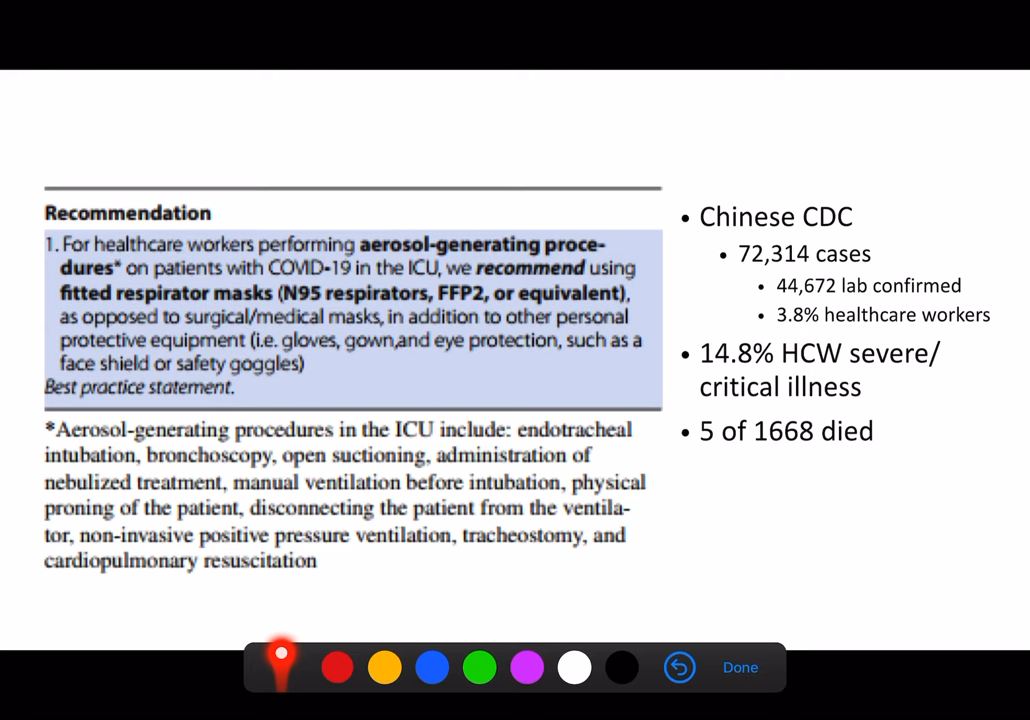 Recommendation
1. For healthcare workers performing aerosol-generating proce-
dures* on patients with COVID-19 in the ICU, we recommend using
fitted respirator masks (N95 respirators, FFP2, or equivalent),
as opposed to surgical/medical masks, in addition to other personal
protective equipment (i.e. gloves, gown,and eye protection, such as a
face shield or safety goggles)
Best practice statement.
*Aerosol-generating procedures in the ICU include: endotracheal
intubation, bronchoscopy, open suctioning, administration of
nebulized treatment, manual ventilation before intubation, physical
proning of the patient, disconnecting the patient from the ventila-
tor, non-invasive positive pressure ventilation, tracheostomy, and
cardiopulmonary resuscitation
• Chinese CDC
• 72,314 cases
• 44,672 lab confirmed
• 3.8% healthcare workers
• 14.8% HCW severe/
critical illness
• 5 of 1668 died
Done